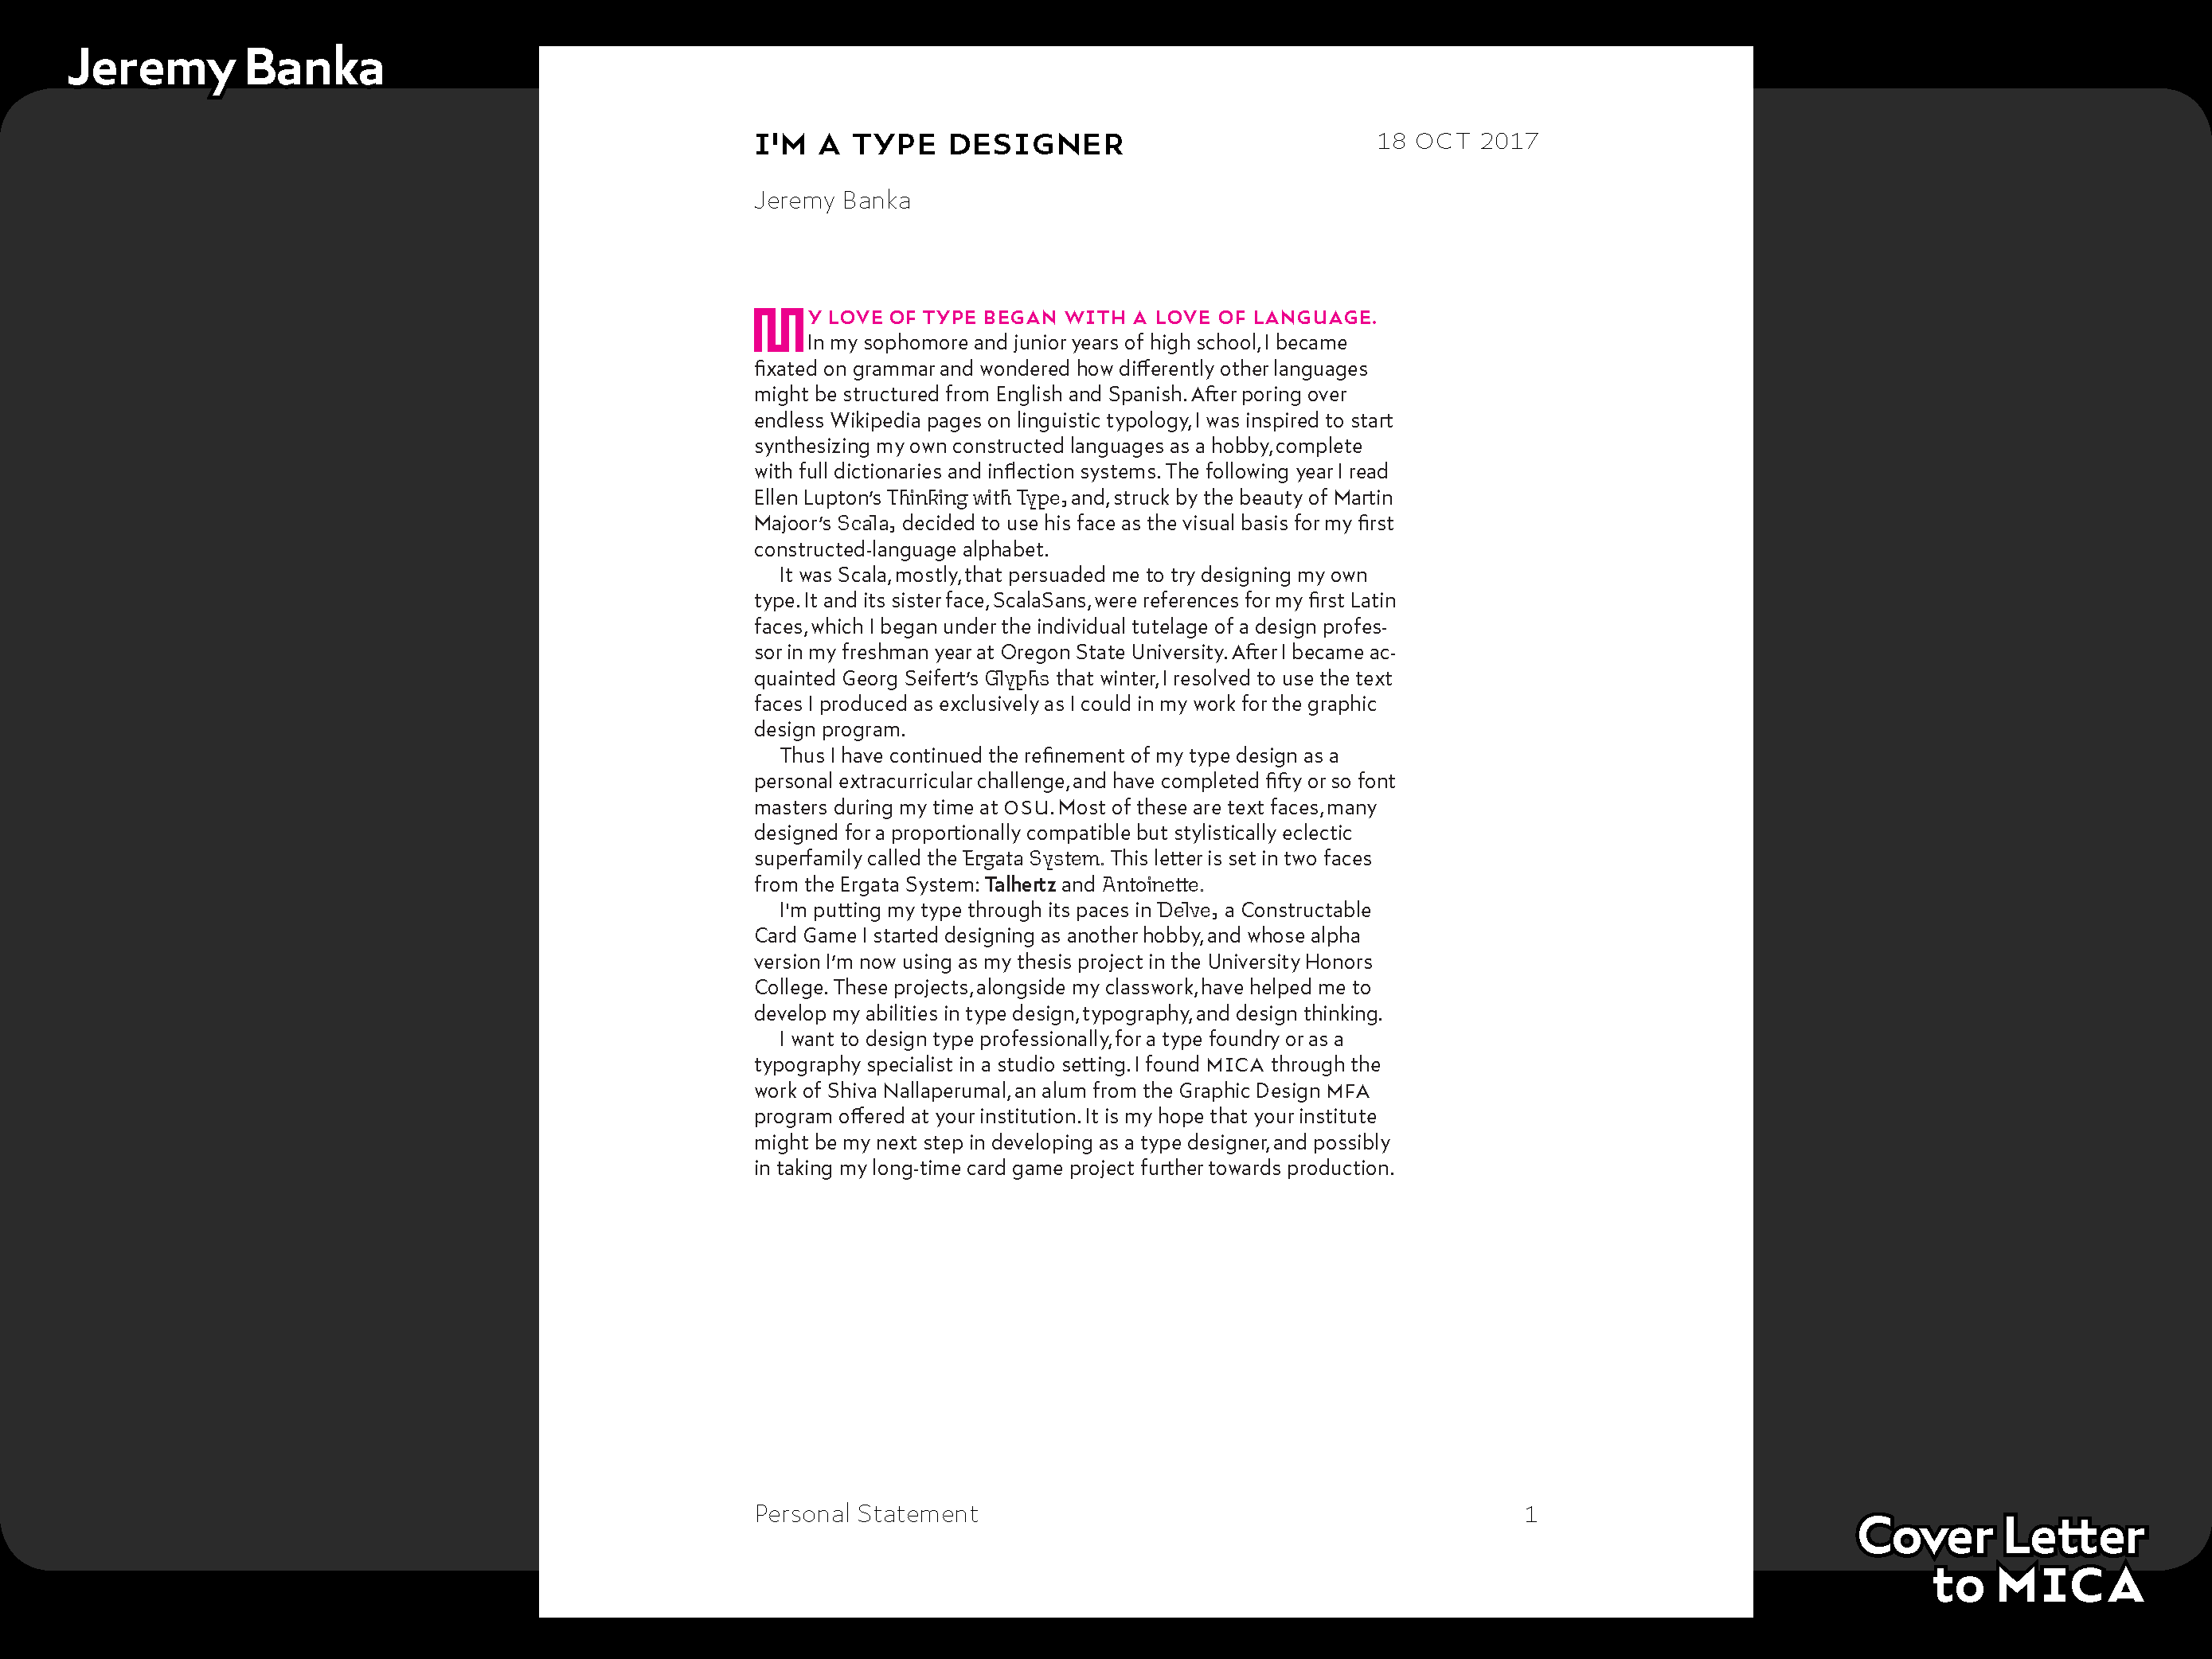 Jeremy Banka
I'M A TYPE DESIGNER
18 OCT 2017
Jeremy Banka
MY LOVE OF TYPE BEGAN WITH A LOVE OF LANGUAGE.
In my sophomore and junior years of high school, I became
fixated on grammar and wondered how differently other languages
might be structured from English and Spanish. After poring over
endless Wikipedia pages on linguistic typology, I was inspired to start
synthesizing my own constructed languages as a hobby, complete
with full dictionaries and inflection systems. The following year I read
Ellen Lupton’s Thinking with Type, and, struck by the beauty of Martin
Majoor’s Scala, decided to use his face as the visual basis for my first
constructed-language alphabet.
It was Scala, mostly, that persuaded me to try designing my own
type. It and its sister face, ScalaSans, were references for my first Latin
faces, which I began under the individual tutelage of a design profes-
sor in my freshman year at Oregon State University. After I became ac-
quainted Georg Seifert’s Glyphs that winter, I resolved to use the text
faces I produced as exclusively as I could in my work for the graphic
design program.
Thus I have continued the refinement of my type design as a
personal extracurricular challenge, and have completed fifty or so font
masters during my time at OSU. Most of these are text faces, many
designed for a proportionally compatible but stylistically eclectic
superfamily called the Ergata System. This letter is set in two faces
from the Ergata System: Talhertz and Antoinette.
I'm putting my type through its paces in Delve, a Constructable
Card Game I started designing as another hobby, and whose alpha
version I’m now using as my thesis project in the University Honors
College. These projects, alongside my classwork, have helped me to
develop my abilities in type design, typography, and design thinking.
I want to design type professionally, for a type foundry or as a
typography specialist in a studio setting. I found MICA through the
work of Shiva Nallaperumal, an alum from the Graphic Design MFA
program offered at your institution. It is my hope that your institute
might be my next step in developing as a type designer, and possibly
in taking my long-time card game project further towards production.
Personal Statement
1
Cover Letter
to MICA